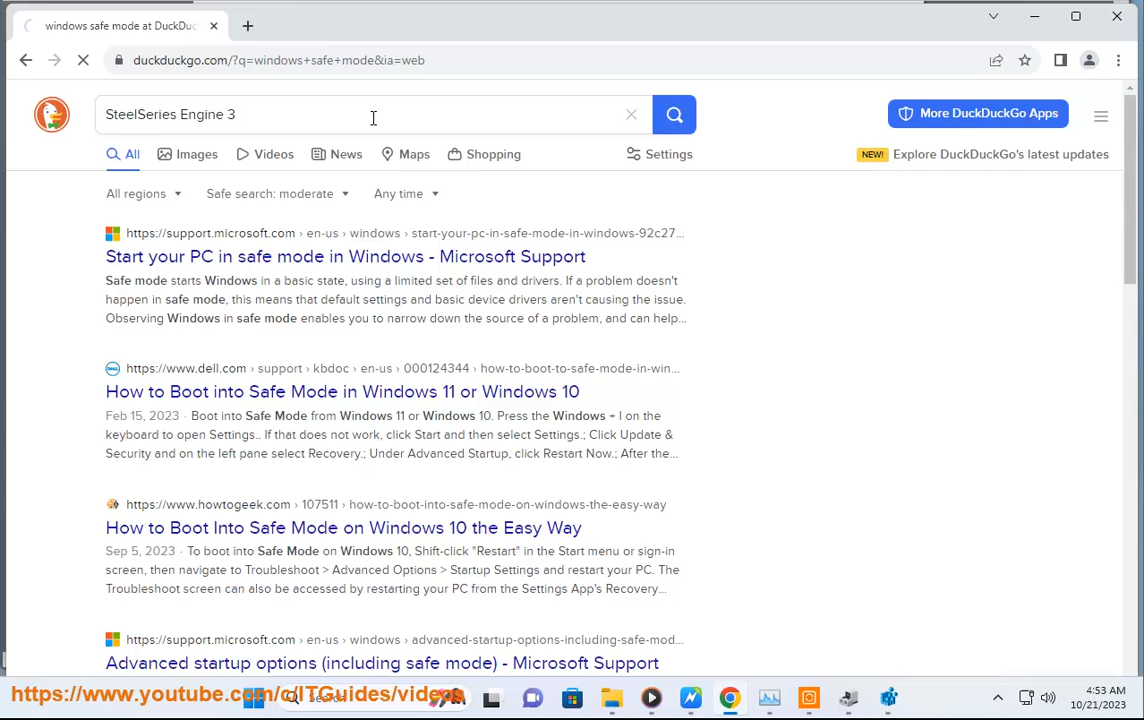 windows safe mode at DuckDuc
duckduckgo.com/?q=windows+safe+mode&ia=web
SteelSeries Engine 3
More DuckDuckGo Apps
All
Images
Videos
News
Maps
Shopping
Settings
NEW! Explore DuckDuckGo's latest updates
All regions
Safe search: moderate
Any time
https://support.microsoft.com › en-us › windows › start-your-pc-in-safe-mode-in-windows-92c27...
Start your PC in safe mode in Windows - Microsoft Support
Safe mode starts Windows in a basic state, using a limited set of files and drivers. If a problem doesn't
happen in safe mode, this means that default settings and basic device drivers aren't causing the issue.
Observing Windows in safe mode enables you to narrow down the source of a problem, and can help...
https://www.dell.com › support › kbdoc › en-us › 000124344 › how-to-boot-to-safe-mode-in-win...
How to Boot into Safe Mode in Windows 11 or Windows 10
Feb 15, 2023 · Boot into Safe Mode from Windows 11 or Windows 10. Press the Windows + I on the
keyboard to open Settings.. If that does not work, click Start and then select Settings.; Click Update &
Security and on the left pane select Recovery.; Under Advanced Startup, click Restart Now.; After the...
https://www.howtogeek.com › 107511 › how-to-boot-into-safe-mode-on-windows-the-easy-way
How to Boot Into Safe Mode on Windows 10 the Easy Way
Sep 5, 2023 · To boot into Safe Mode on Windows 10, Shift-click "Restart" in the Start menu or sign-in
screen, then navigate to Troubleshoot > Advanced Options > Startup Settings and restart your PC. The
Troubleshoot screen can also be accessed by restarting your PC from the Settings App's Recovery...
https://support.microsoft.com › en-us › windows › advanced-startup-options-including-safe-mod...
Advanced startup options (including safe mode) - Microsoft Support
https://www.youtube.com/c/ITGuides/videos
Search
4:53 AM
10/21/2023